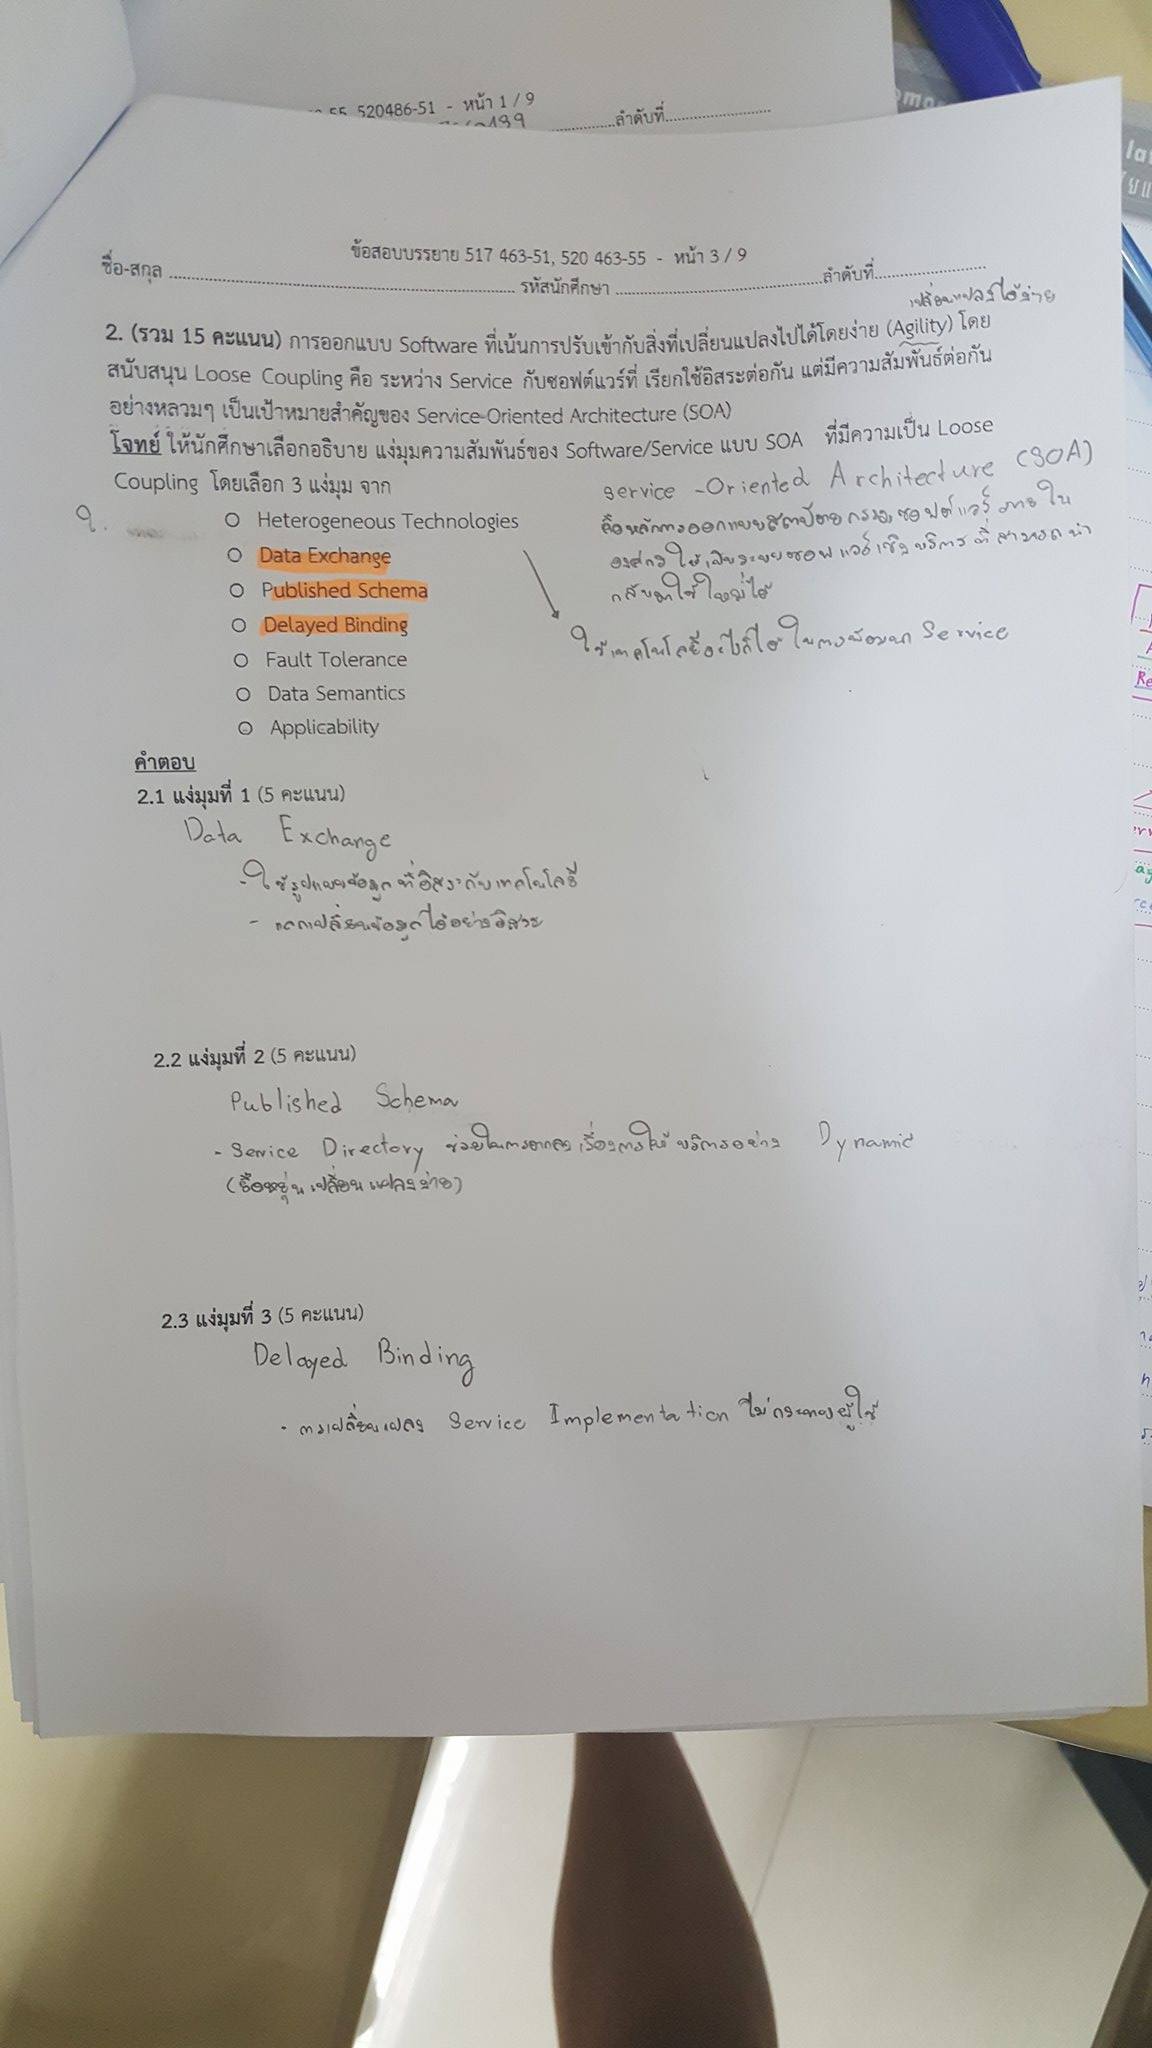 520486-51 - หน้า 1 / 9
ลำดับที่
ข้อสอบบรรยาย 517 463-51, 520 463-55 - หน้า 3 / 9
ชื่อ-สกุล ........ รหัสนักศึกษา ........ ลำดับที่........
เปลี่ยนแปลงได้ง่าย
2. (รวม 15 คะแนน) การออกแบบ Software ที่เน้นการปรับเข้ากับสิ่งที่เปลี่ยนแปลงไปได้โดยง่าย (Agility) โดย
สนับสนุน Loose Coupling คือ ระหว่าง Service กับซอฟต์แวร์ที่ เรียกใช้อิสระต่อกัน แต่มีความสัมพันธ์ต่อกัน
อย่างหลวมๆ เป็นเป้าหมายสำคัญของ Service-Oriented Architecture (SOA)
โจทย์ ให้นักศึกษาเลือกอธิบาย แง่มุมความสัมพันธ์ของ Software/Service แบบ SOA ที่มีความเป็น Loose
Coupling โดยเลือก 3 แง่มุม จาก
Service-Oriented Architecture (SOA)
คือหลักการออกแบบสถาปัตยกรรมซอฟต์แวร์ภายใน
องค์กรให้เป็นระบบซอฟแวร์เชิงบริการที่สามารถนำ
กลับมาใช้ใหม่ได้
Heterogeneous Technologies
Data Exchange
Published Schema
Delayed Binding
Fault Tolerance
Data Semantics
Applicability
ใช้เทคโนโลยีอะไรก็ได้ในการพัฒนา Service
คำตอบ
2.1 แง่มุมที่ 1 (5 คะแนน)
Data Exchange
- ใช้รูปแบบข้อมูลที่อิสระกับเทคโนโลยี
- แลกเปลี่ยนข้อมูลได้อย่างอิสระ
2.2 แง่มุมที่ 2 (5 คะแนน)
Published Schema
- Service Directory ช่วยในการตกลงเรื่องการให้บริการอย่าง Dynamic
(ยืดหยุ่นเปลี่ยนแปลงง่าย)
2.3 แง่มุมที่ 3 (5 คะแนน)
Delayed Binding
- การเปลี่ยนแปลง Service Implementation ไม่กระทบผู้ใช้